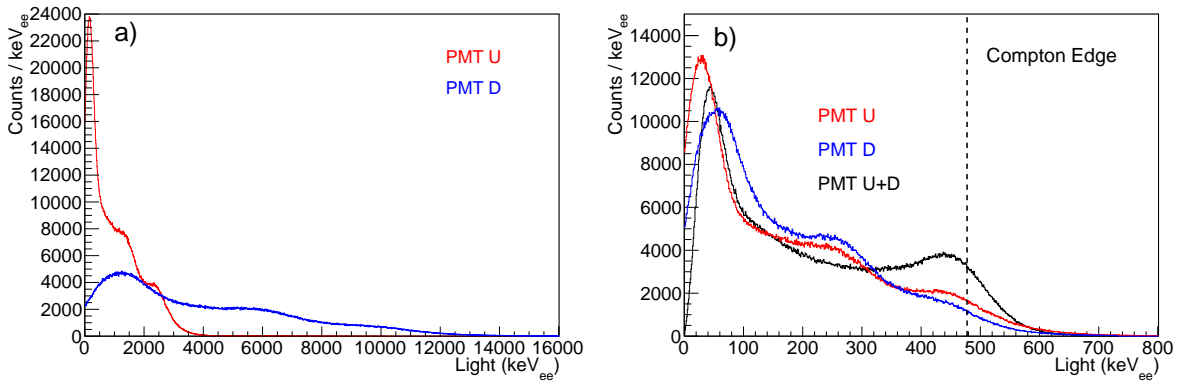 a)
Counts / keVee
24000
22000
20000
18000
16000
14000
12000
10000
8000
6000
4000
2000
0
PMT U
PMT D
0 2000 4000 6000 8000 10000 12000 14000 16000
Light (keVee)
b)
Counts / keVee
14000
12000
10000
8000
6000
4000
2000
0
Compton Edge
PMT U
PMT D
PMT U+D
0 100 200 300 400 500 600 700 800
Light (keVee)